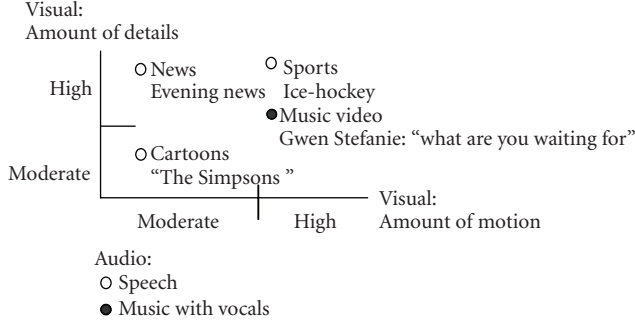 Visual:
Amount of details
High
News
Evening news
Sports
Ice-hockey
Music video
Gwen Stefanie: “what are you waiting for”
Moderate
Cartoons
“The Simpsons ”
Visual:
Amount of motion
Moderate
High
Audio:
Speech
Music with vocals